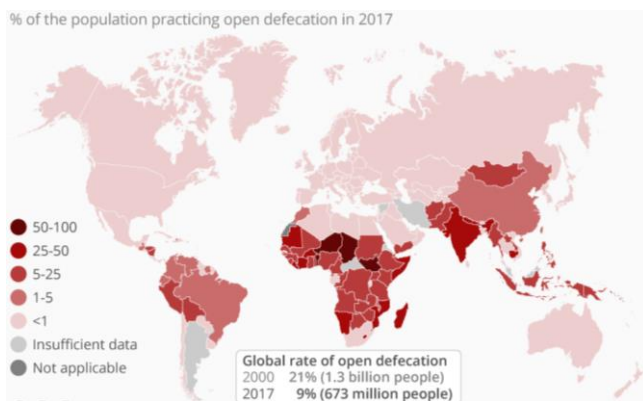 % of the population practicing open defecation in 2017
50-100
25-50
5-25
1-5
<1
Insufficient data
Not applicable
Global rate of open defecation
2000 21% (1.3 billion people)
2017 9% (673 million people)